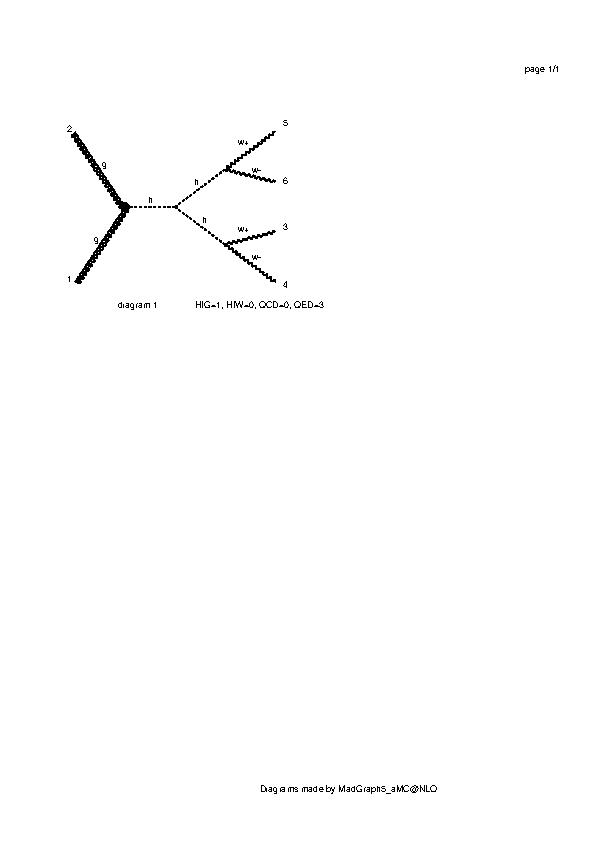 page 1/1
2
5
w+
g
w-
h
6
h
h
3
w+
g
w-
1
4
diagram 1 HIG=1, HIW=0, QCD=0, QED=3
Diagrams made by MadGraph5_aMC@NLO